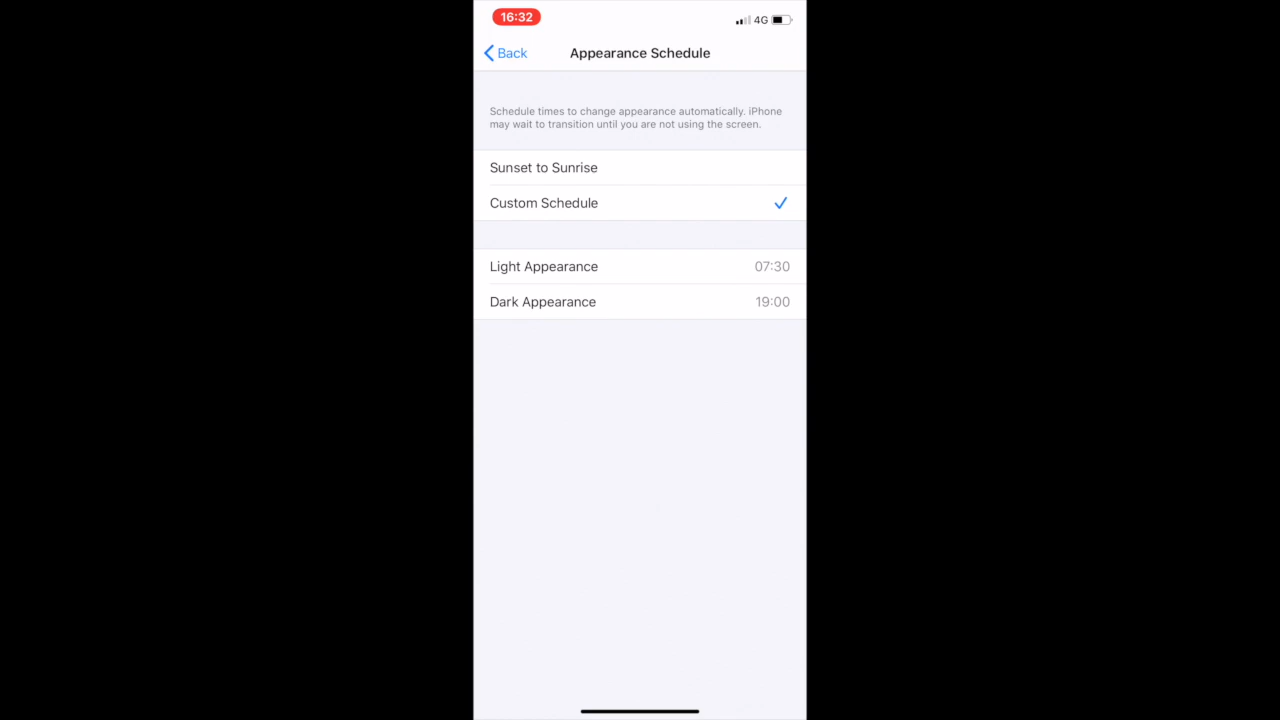 16:32
4G
Back
Appearance Schedule
Schedule times to change appearance automatically. iPhone
may wait to transition until you are not using the screen.
Sunset to Sunrise
Custom Schedule
Light Appearance 07:30
Dark Appearance 19:00